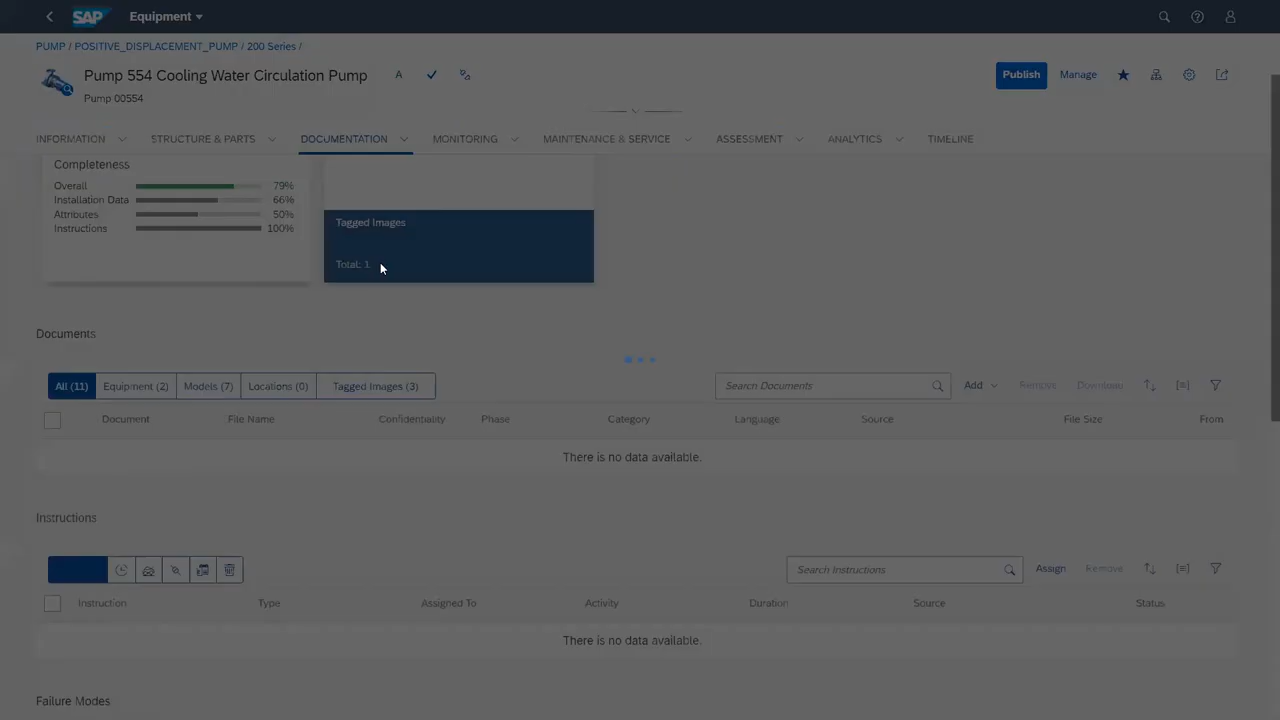 SAP Equipment
PUMP / POSITIVE_DISPLACEMENT_PUMP / 200 Series /
Pump 554 Cooling Water Circulation Pump A
Publish Manage
Pump 00554
INFORMATION STRUCTURE & PARTS DOCUMENTATION MONITORING MAINTENANCE & SERVICE ASSESSMENT ANALYTICS TIMELINE
Completeness
Overall 79%
Installation Data 66%
Attributes 50%
Instructions 100%
Tagged Images
Total: 1
Documents
All (11) Equipment (2) Models (7) Locations (0) Tagged Images (3) Search Documents Add Remove Download
Document File Name Confidentiality Phase Category Language Source File Size From
There is no data available.
Instructions
Search Instructions Assign Remove
Instruction Type Assigned To Activity Duration Source Status
There is no data available.
Failure Modes